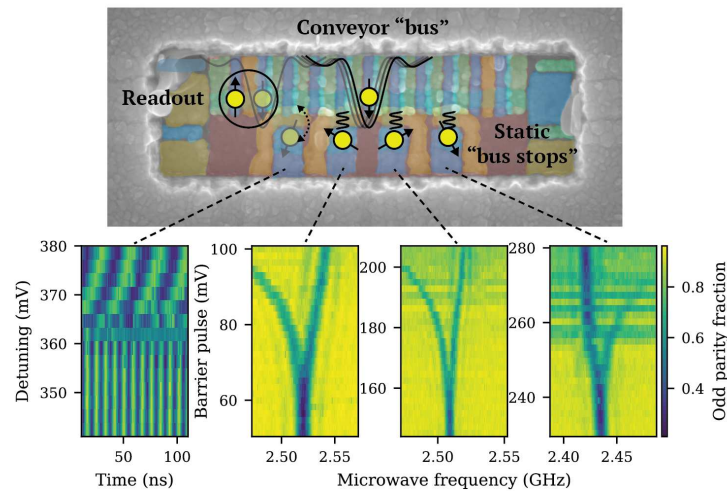 Conveyor “bus”
Readout
Static
“bus stops”
Detuning (mV)
380
370
360
350
50
100
Time (ns)
Barrier pulse (mV)
100
80
60
2.50
2.55
200
180
160
2.50
2.55
280
260
240
2.40
2.45
Microwave frequency (GHz)
0.8
0.6
0.4
Odd parity fraction